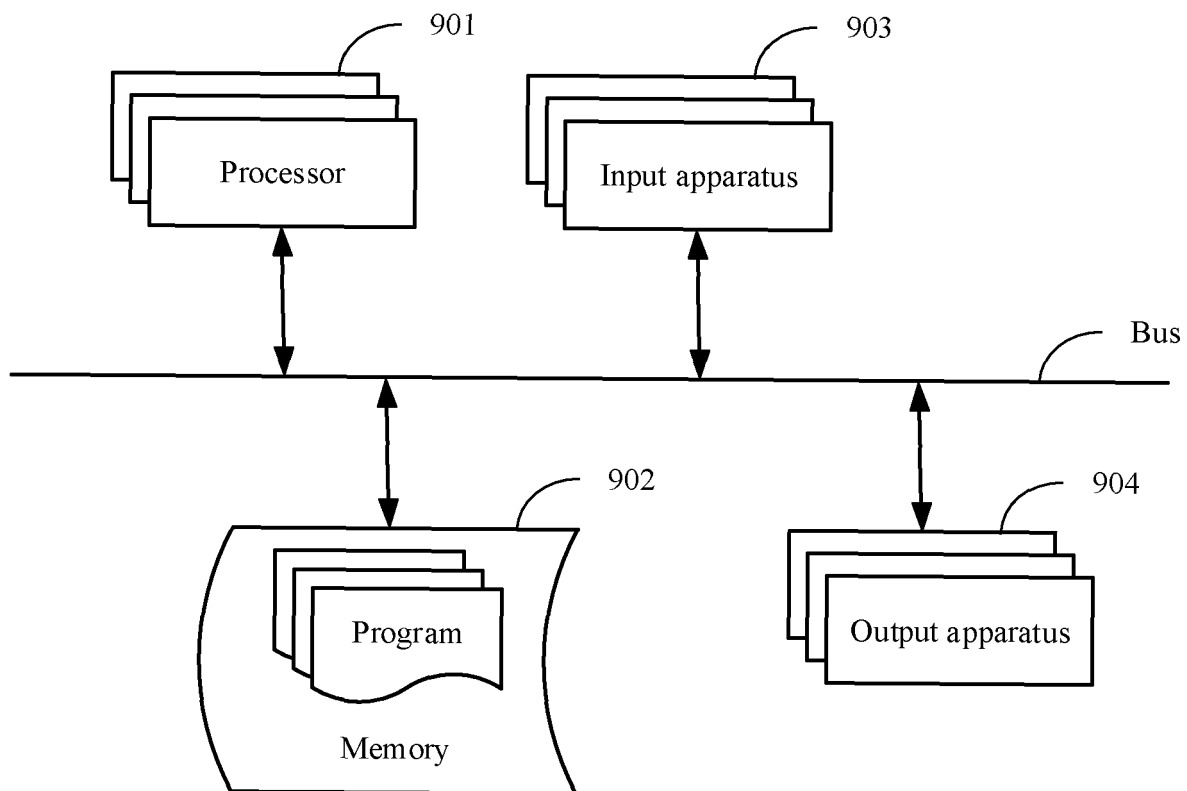 901
903
Processor
Input apparatus
Bus
902
904
Program
Output apparatus
Memory